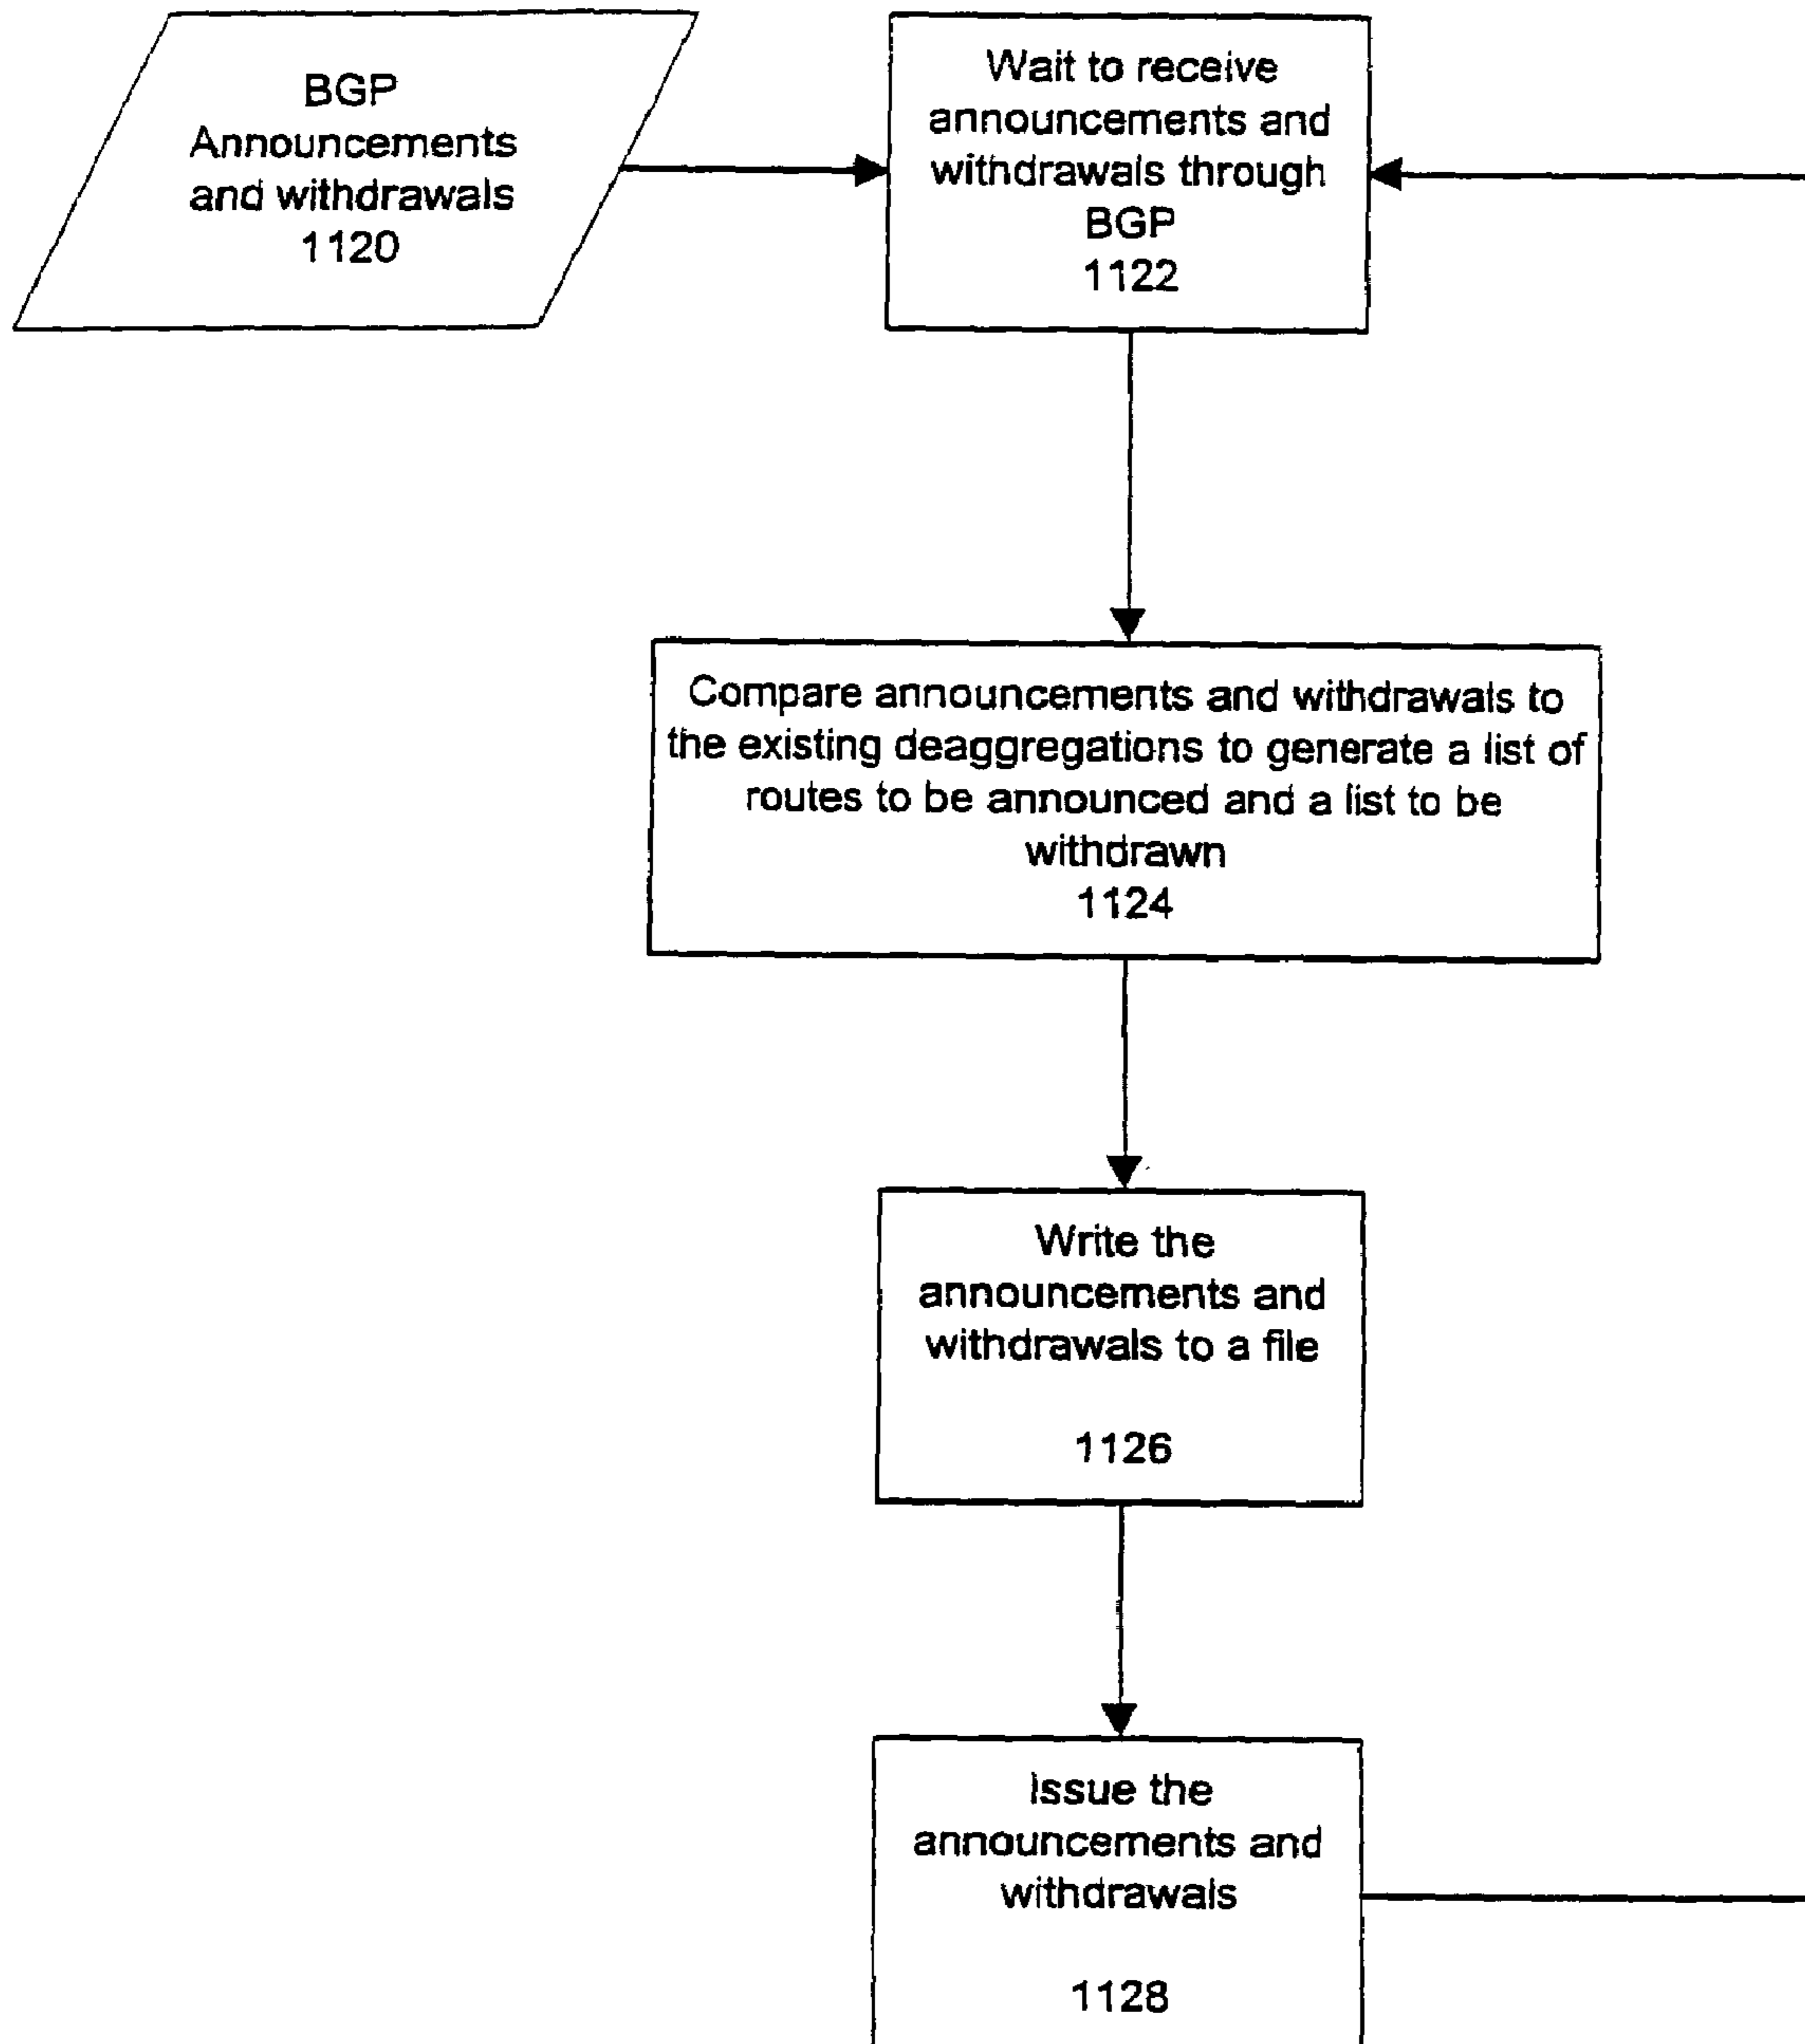 BGP
Announcements
and withdrawals
1120
Wait to receive
announcements and
withdrawals through
BGP
1122
Compare announcements and withdrawals to
the existing deaggregations to generate a list of
routes to be announced and a list to be
withdrawn
1124
Write the
announcements and
withdrawals to a file
1126
Issue the
announcements and
withdrawals
1128